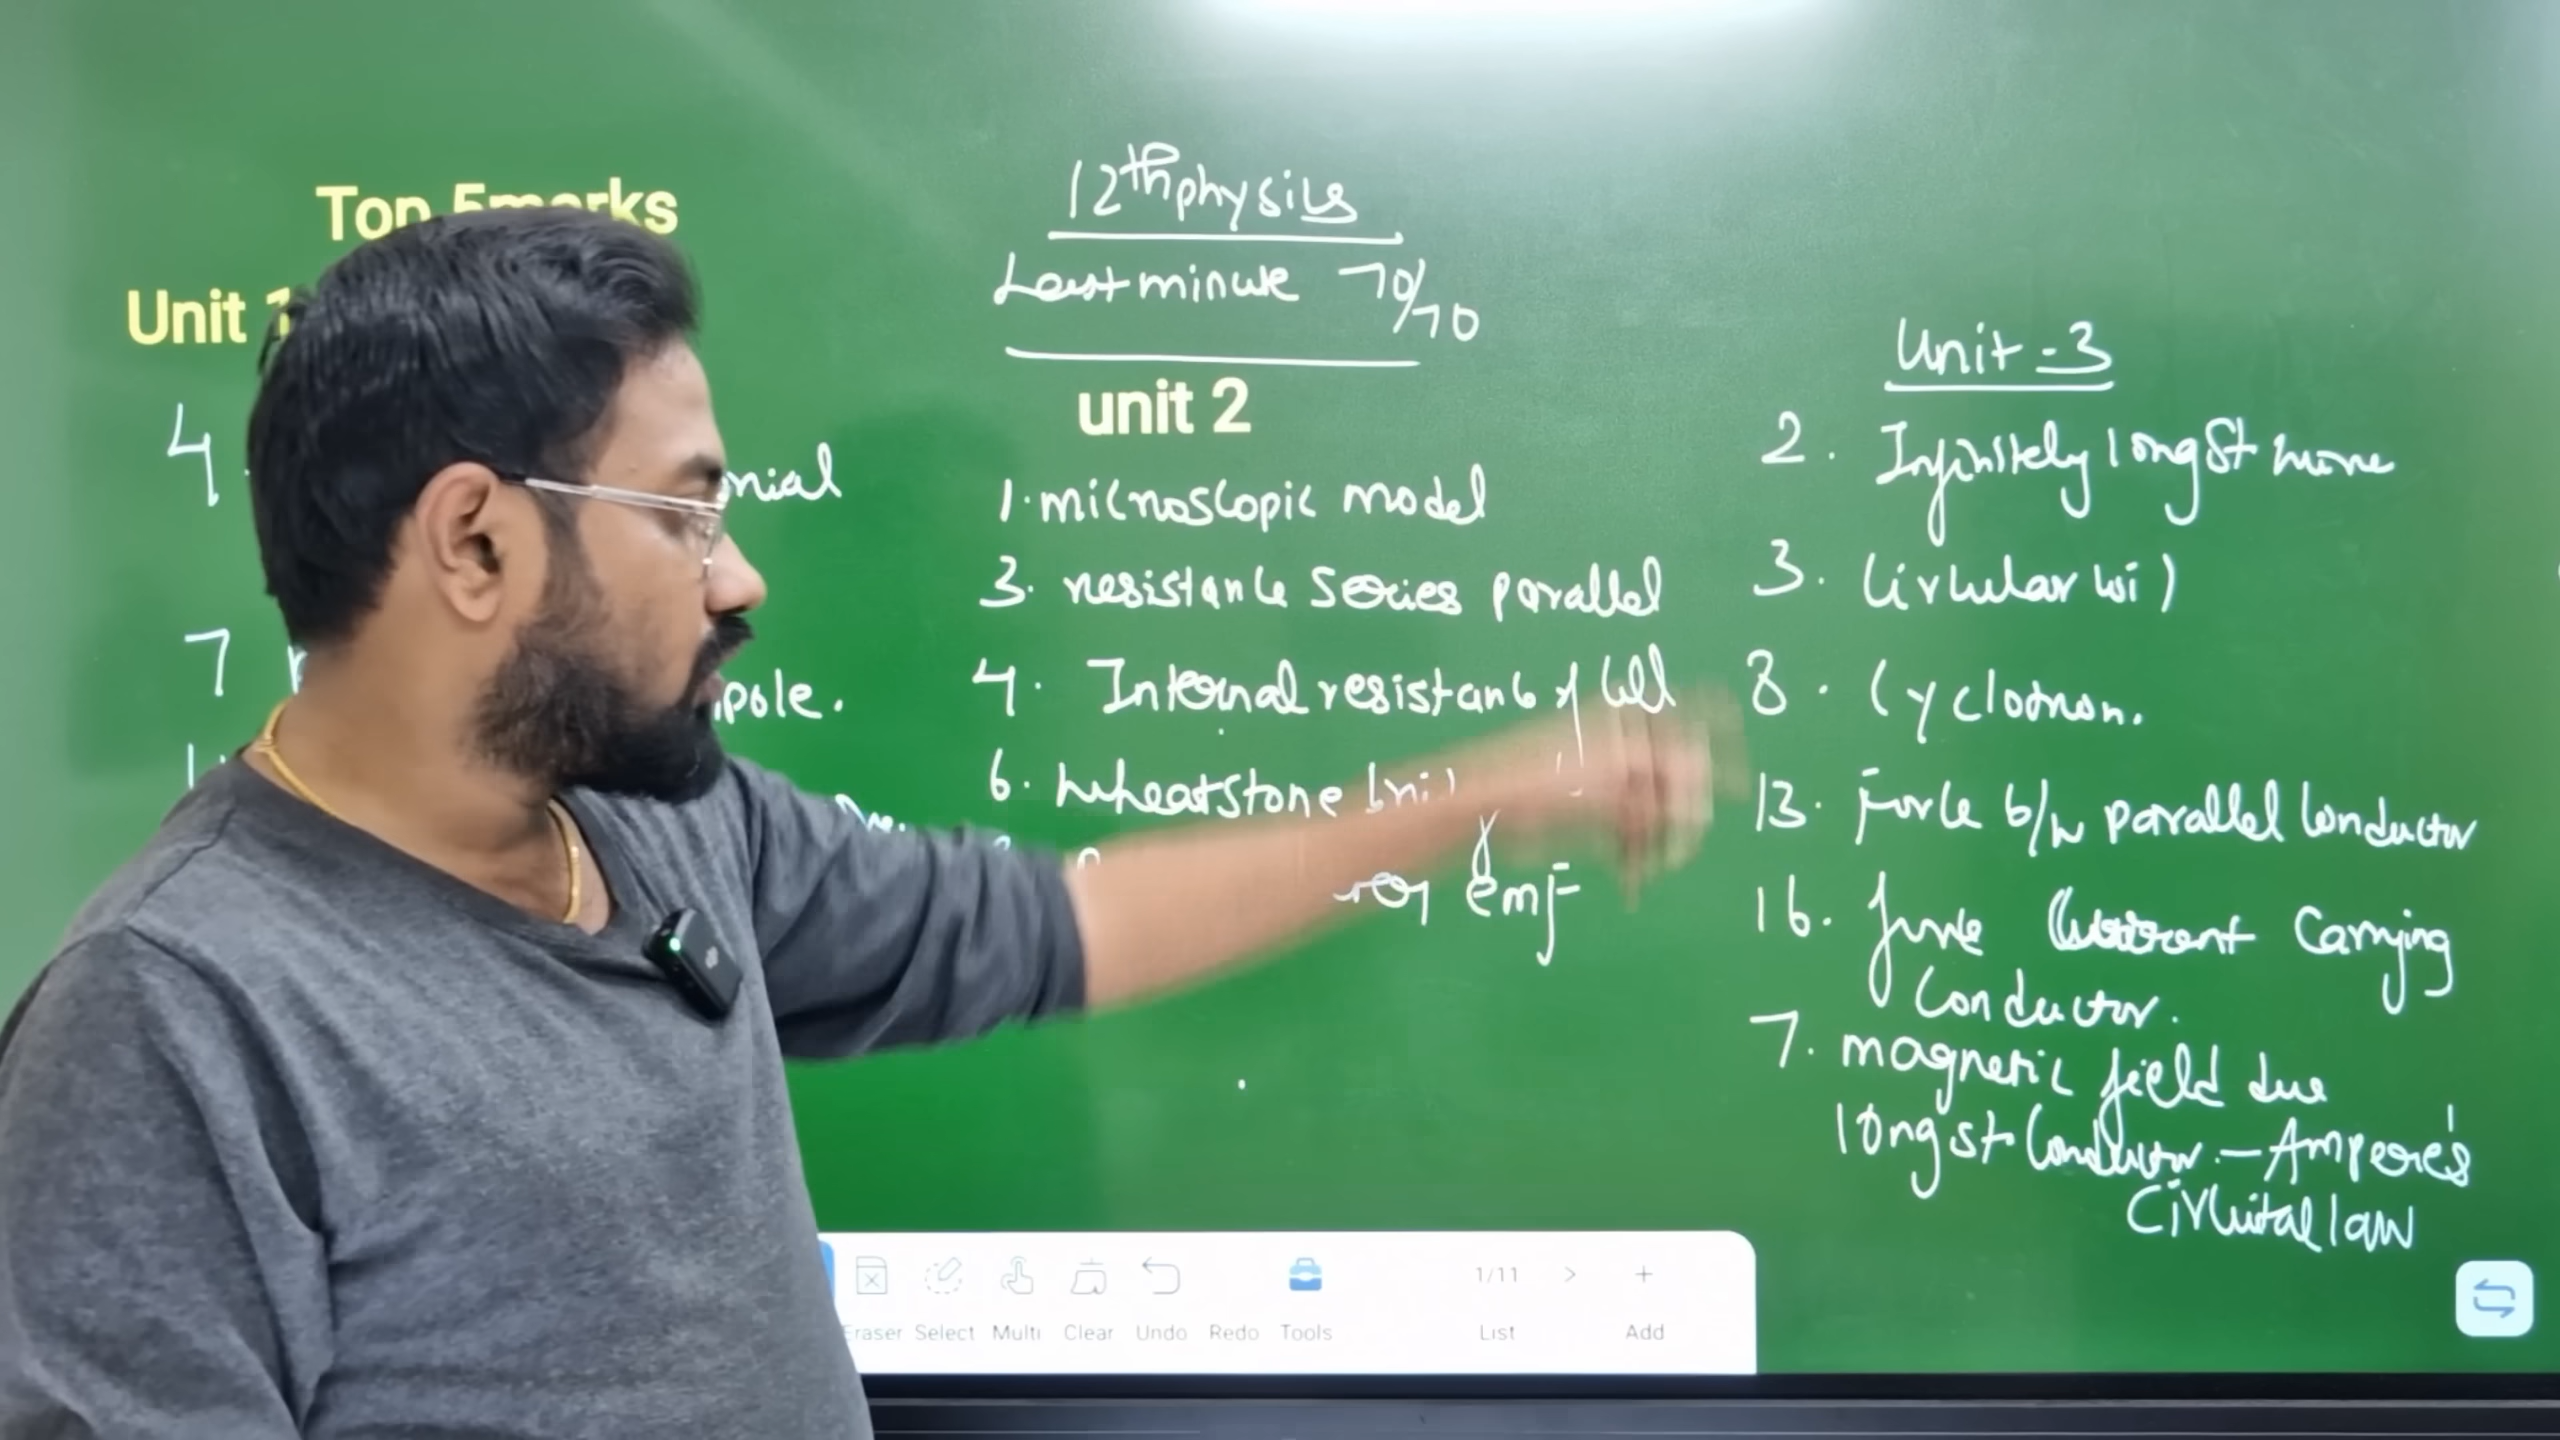 Top 5marks
Unit 1
4
7
pole.
12th physics
Last minute 70/70
unit 2
1. microscopic model
3. resistance series parallel
4. Internal resistance of cell
6. wheatstone
emf
Unit-3
2. Infinitely long st
3. circular
8. Cyclotron.
13. Force b/w parallel conductor
16. force current carrying
conductor.
7. magnetic field due
long st. conductor. - Ampere's
circuital law
Eraser Select Multi Clear Undo Redo Tools
1/11 > +
List Add